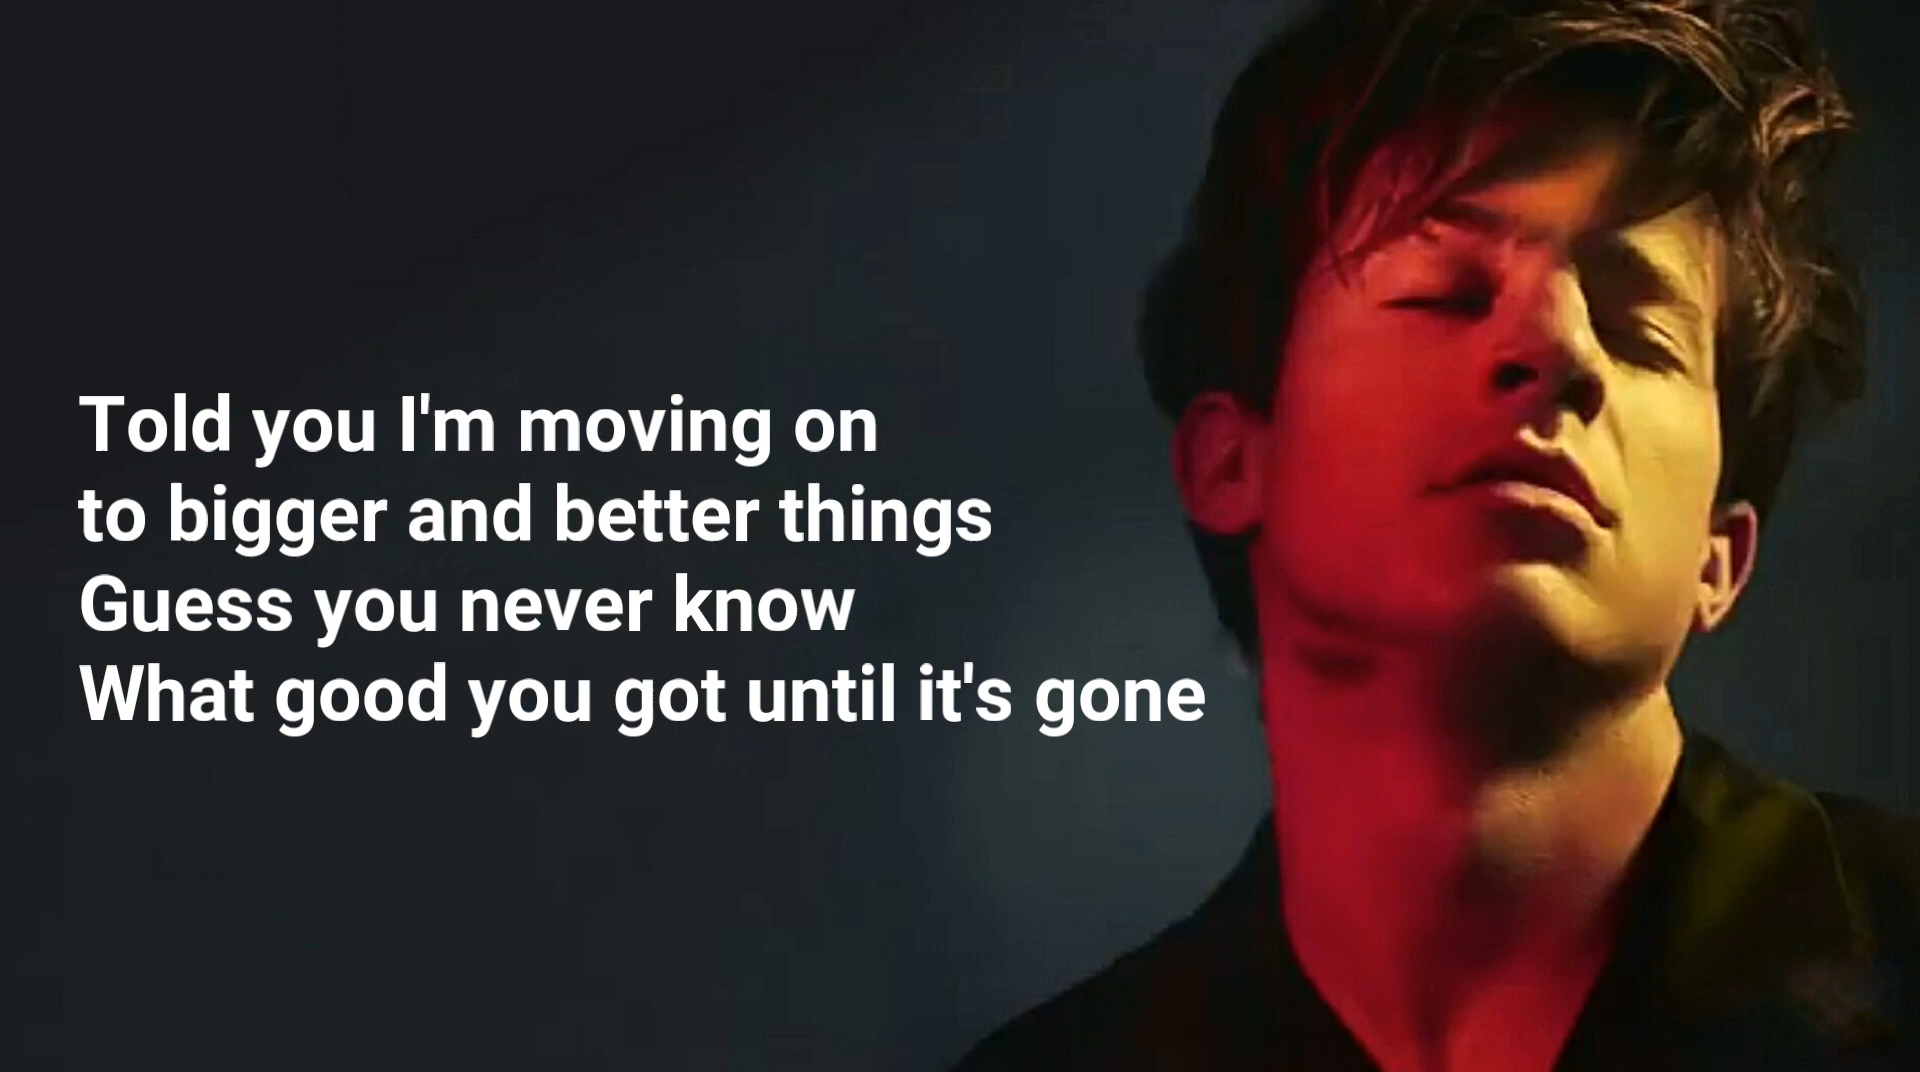 Told you I'm moving on
to bigger and better things
Guess you never know
What good you got until it's gone